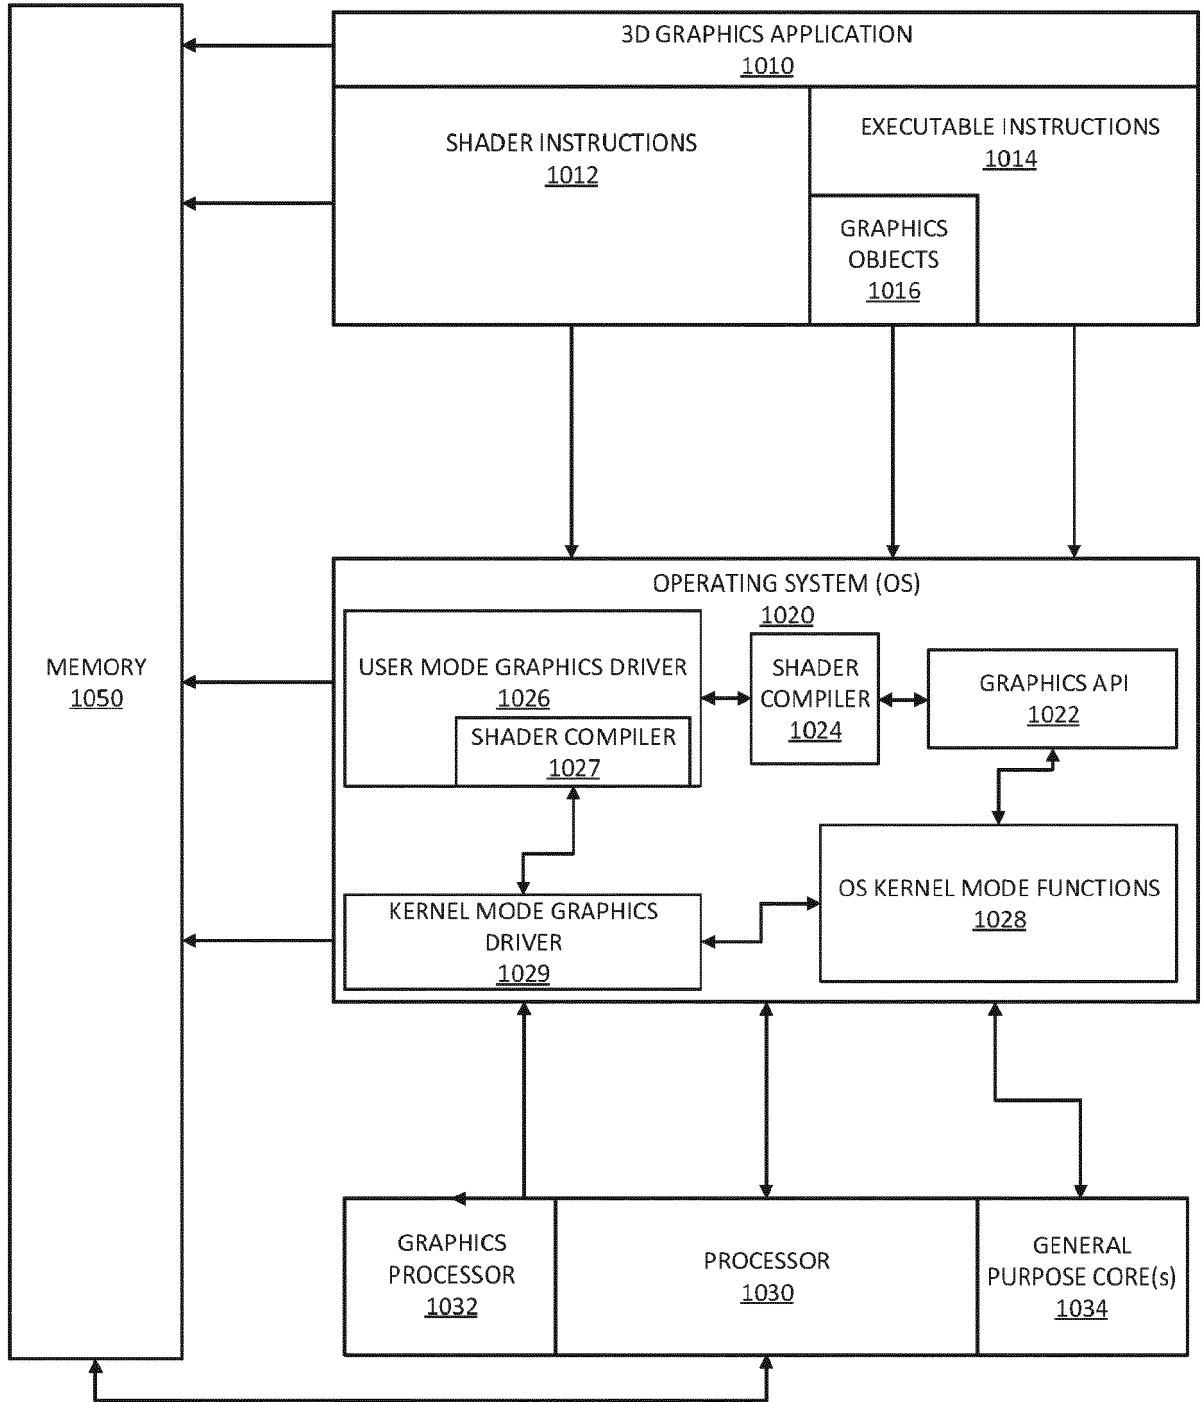 3D GRAPHICS APPLICATION
1010
SHADER INSTRUCTIONS
1012
EXECUTABLE INSTRUCTIONS
1014
GRAPHICS
OBJECTS
1016
OPERATING SYSTEM (OS)
1020
USER MODE GRAPHICS DRIVER
1026
SHADER COMPILER
1027
SHADER
COMPILER
1024
GRAPHICS API
1022
MEMORY
1050
KERNEL MODE GRAPHICS
DRIVER
1029
OS KERNEL MODE FUNCTIONS
1028
GRAPHICS
PROCESSOR
1032
PROCESSOR
1030
GENERAL
PURPOSE CORE(s)
1034